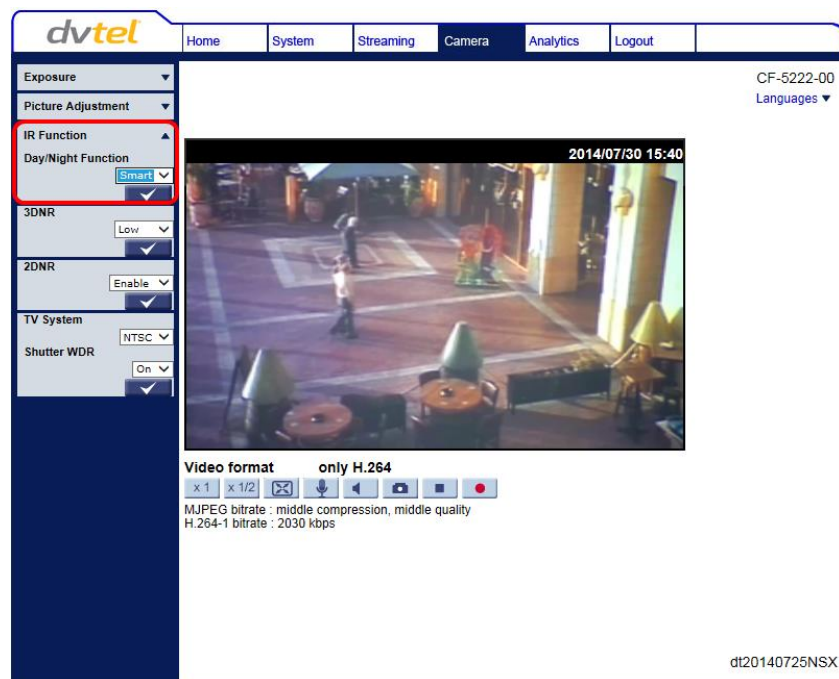 dvtel
Home System Streaming Camera Analytics Logout
CF-5222-00
Languages
Exposure
Picture Adjustment
IR Function
Day/Night Function
Smart
3DNR
Low
2DNR
Enable
TV System
NTSC
Shutter WDR
On
2014/07/30 15:40
Video format only H.264
x 1 x 1/2
MJPEG bitrate : middle compression, middle quality
H.264-1 bitrate : 2030 kbps
dt20140725NSX